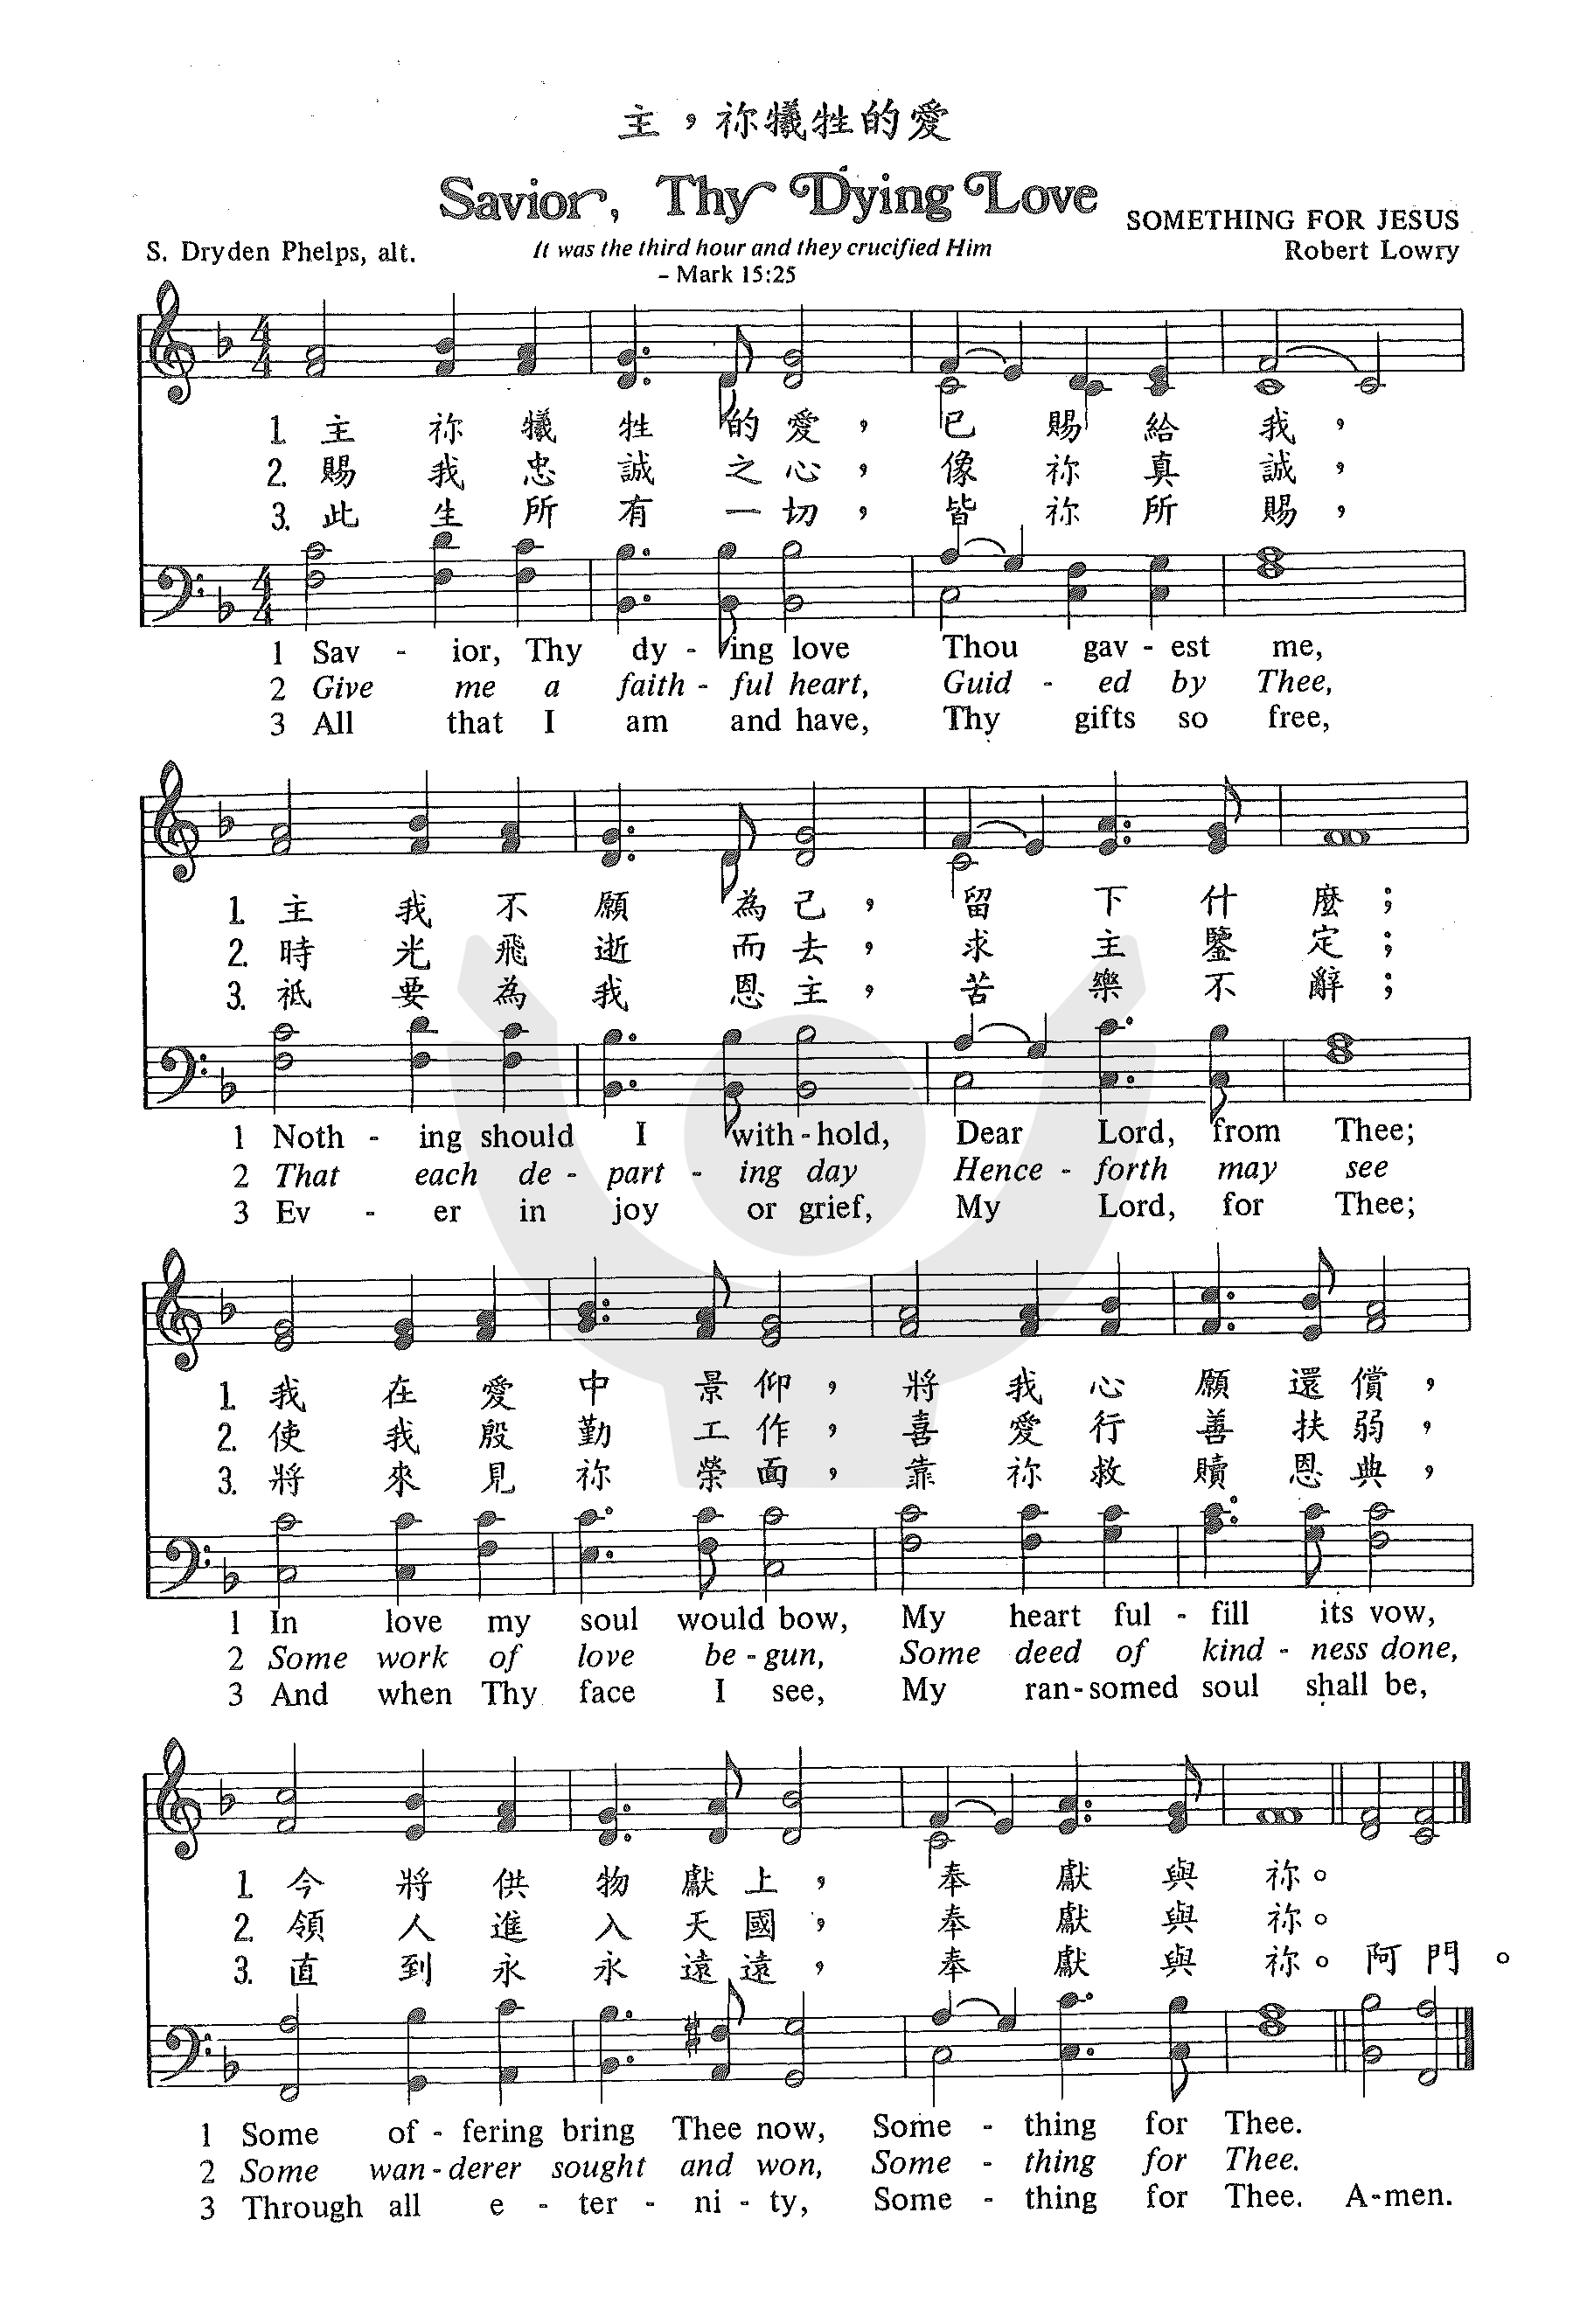 主，祢犧牲的愛
Savior, Thy Dying Love
SOMETHING FOR JESUS
S. Dryden Phelps, alt.
It was the third hour and they crucified Him
Robert Lowry
– Mark 15:25
1 主祢犧牲的愛，已賜給我，
2. 賜我忠誠之心，像祢真誠，
3. 此生所有一切，皆祢所賜，
1 Sav - ior, Thy dy - ing love Thou gav - est me,
2 Give me a faith - ful heart, Guid - ed by Thee,
3 All that I am and have, Thy gifts so free,
1. 主我不願為己，留下什麼；
2. 時光飛逝而去，求主鑒定；
3. 祗要為我恩主，苦樂不辭；
1 Noth - ing should I with-hold, Dear Lord, from Thee;
2 That each de - part - ing day Hence - forth may see
3 Ev - er in joy or grief, My Lord, for Thee;
1. 我在愛中景仰，將我心願還償，
2. 使我殷勤工作，喜愛行善扶弱，
3. 將來見祢榮面，靠祢救贖恩典，
1 In love my soul would bow, My heart ful - fill its vow,
2 Some work of love be - gun, Some deed of kind - ness done,
3 And when Thy face I see, My ran-somed soul shall be,
1. 今將供物獻上，奉獻與祢。
2. 領人進入天國，奉獻與祢。
3. 直到永永遠遠，奉獻與祢。阿門。
1 Some of - fering bring Thee now, Some - thing for Thee.
2 Some wan-derer sought and won, Some - thing for Thee.
3 Through all e - ter - ni - ty, Some - thing for Thee. A-men.